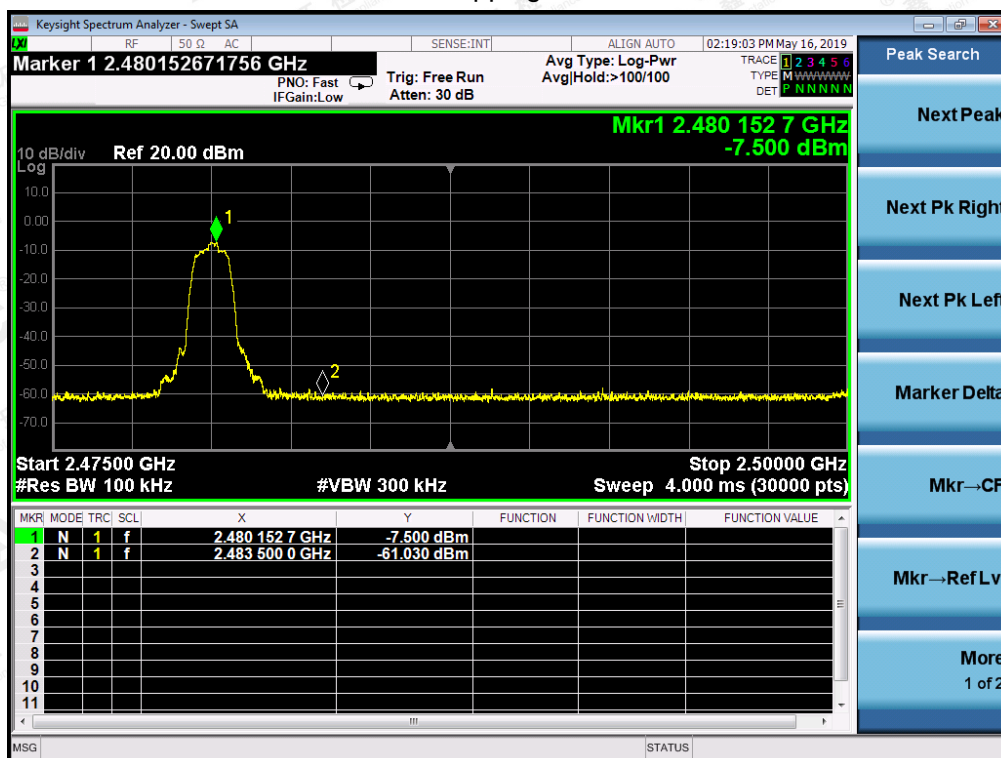 Keysight Spectrum Analyzer - Swept SA
LXI RF 50 Ω AC SENSE:INT ALIGN AUTO 02:19:03 PM May 16, 2019
Marker 1 2.480152671756 GHz
PNO: Fast
IFGain:Low
Trig: Free Run
Atten: 30 dB
Avg Type: Log-Pwr
Avg|Hold:>100/100
TRACE 1 2 3 4 5 6
TYPE M WWWWW
DET P N N N N N
Mkr1 2.480 152 7 GHz
-7.500 dBm
10 dB/div Ref 20.00 dBm
Log
10.0
0.00
-10.0
-20.0
-30.0
-40.0
-50.0
-60.0
-70.0
1
2
Start 2.47500 GHz Stop 2.50000 GHz
#Res BW 100 kHz #VBW 300 kHz Sweep 4.000 ms (30000 pts)
MKR MODE TRC SCL X Y FUNCTION FUNCTION WIDTH FUNCTION VALUE
1 N 1 f 2.480 152 7 GHz -7.500 dBm
2 N 1 f 2.483 500 0 GHz -61.030 dBm
3
4
5
6
7
8
9
10
11
MSG STATUS
Peak Search
Next Peak
Next Pk Right
Next Pk Left
Marker Delta
Mkr→CF
Mkr→Ref Lv
More
1 of 2